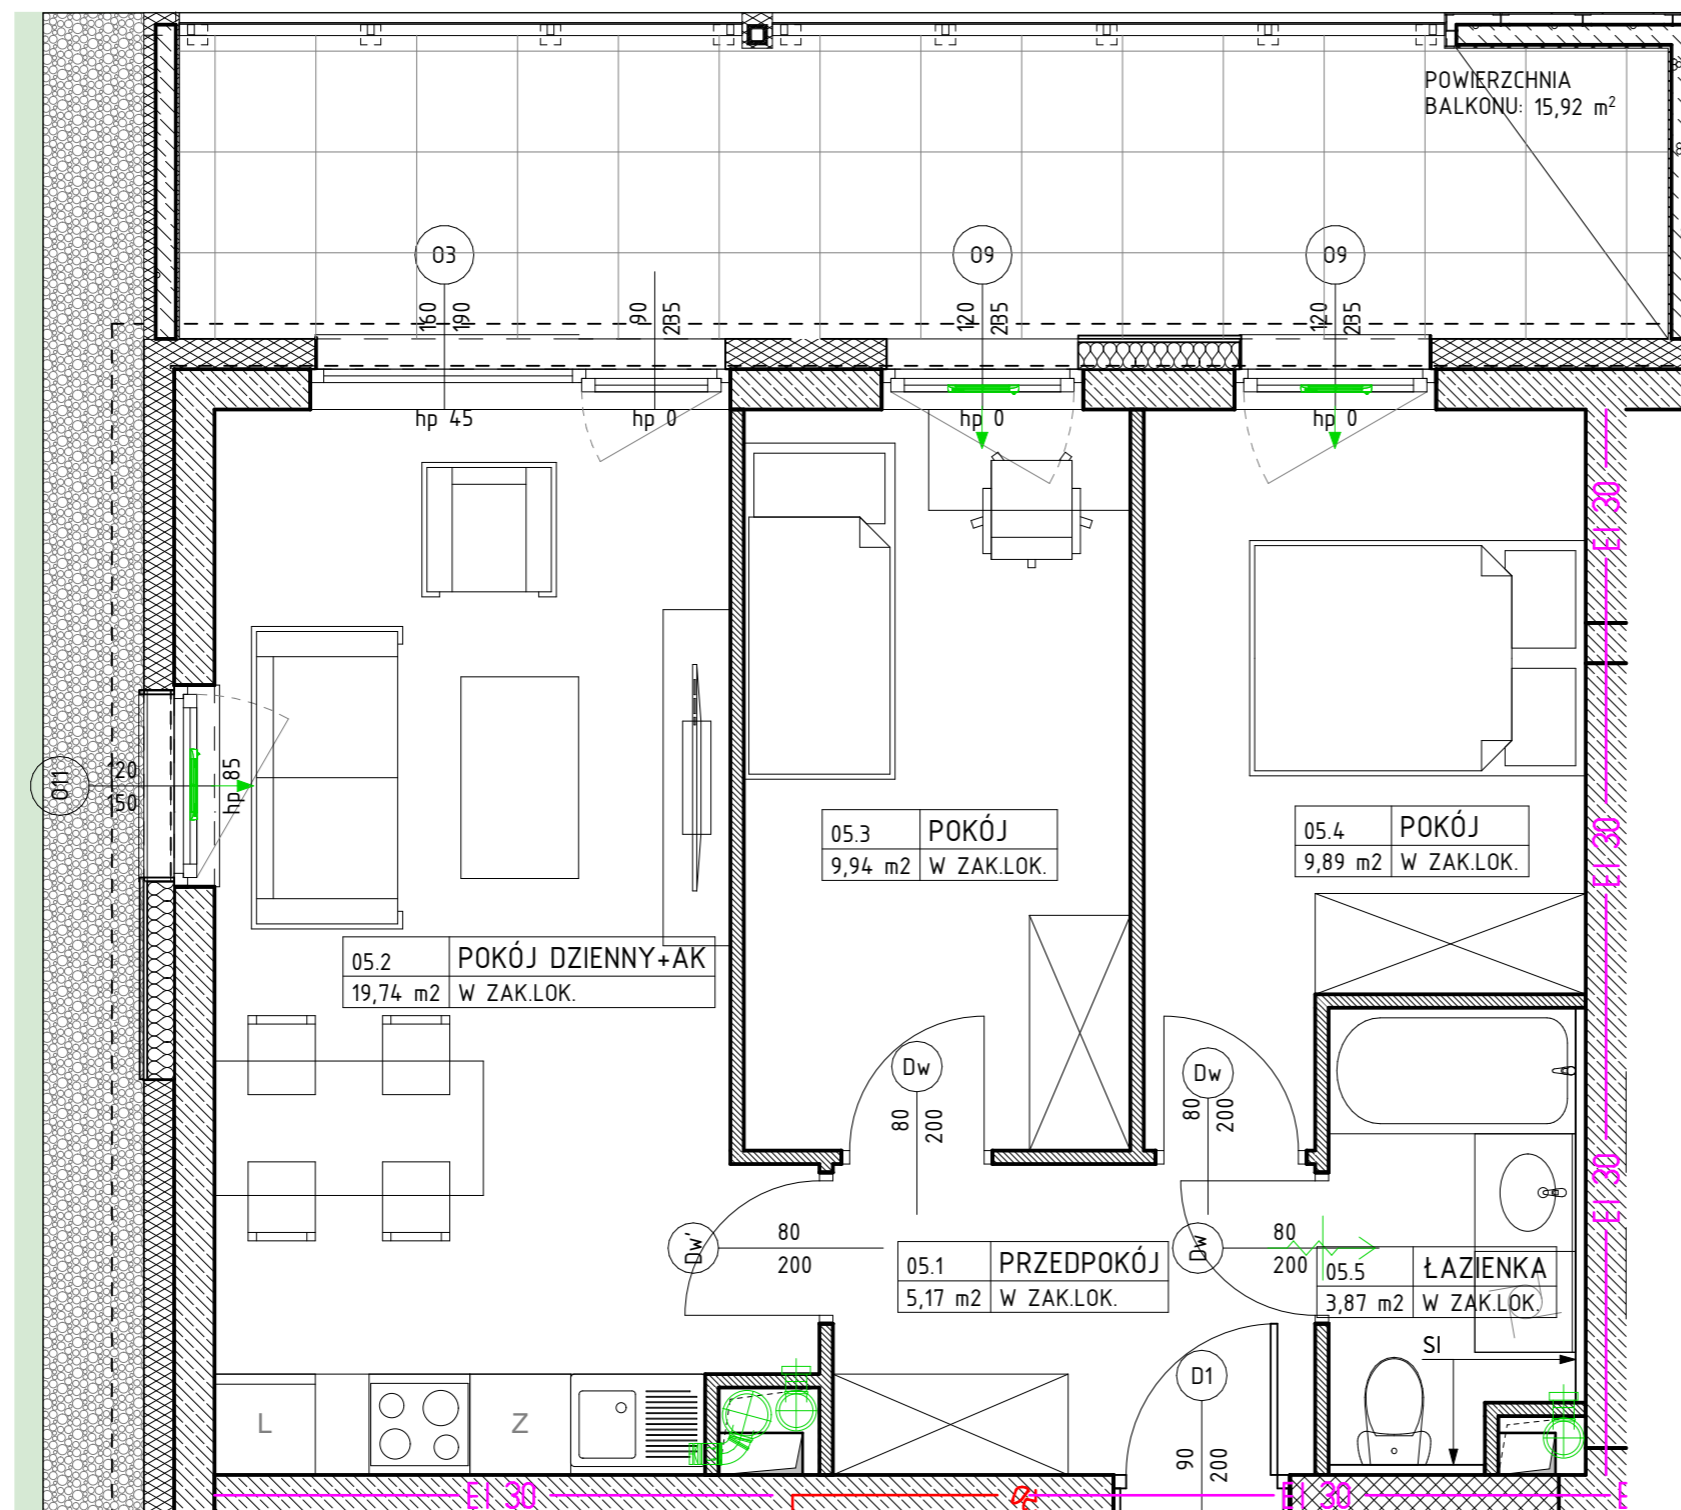 POWIERZCHNIA
BALKONU: 15,92 m²
03
09
09
160
190
90
235
120
235
120
235
hp 45
hp 0
hp 0
hp 0
EI 30
011
120
150
hp 85
05.3 POKÓJ
9,94 m2 W ZAK.LOK.
05.4 POKÓJ
9,89 m2 W ZAK.LOK.
EI 30
05.2 POKÓJ DZIENNY+AK
19,74 m2 W ZAK.LOK.
Dw
80
200
Dw
80
200
EI 30
Dw'
80
200
Dw
80
200
05.1 PRZEDPOKÓJ
5,17 m2 W ZAK.LOK.
05.5 ŁAZIENKA
3,87 m2 W ZAK.LOK.
SI
D1
90
200
L
Z
EI 30
EI 30